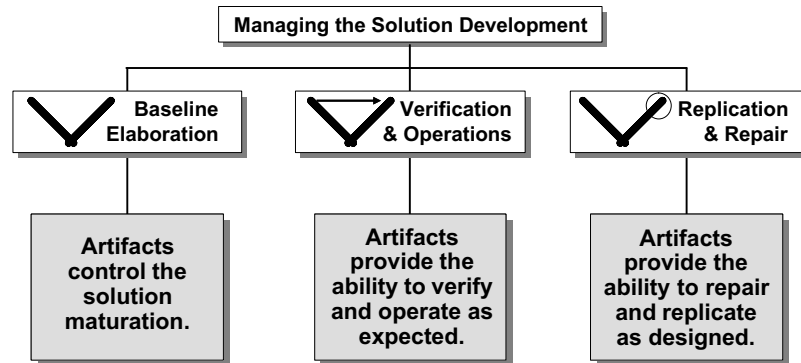 Managing the Solution Development
Baseline
Elaboration
Verification
& Operations
Replication
& Repair
Artifacts
control the
solution
maturation.
Artifacts
provide the
ability to verify
and operate as
expected.
Artifacts
provide the
ability to repair
and replicate
as designed.